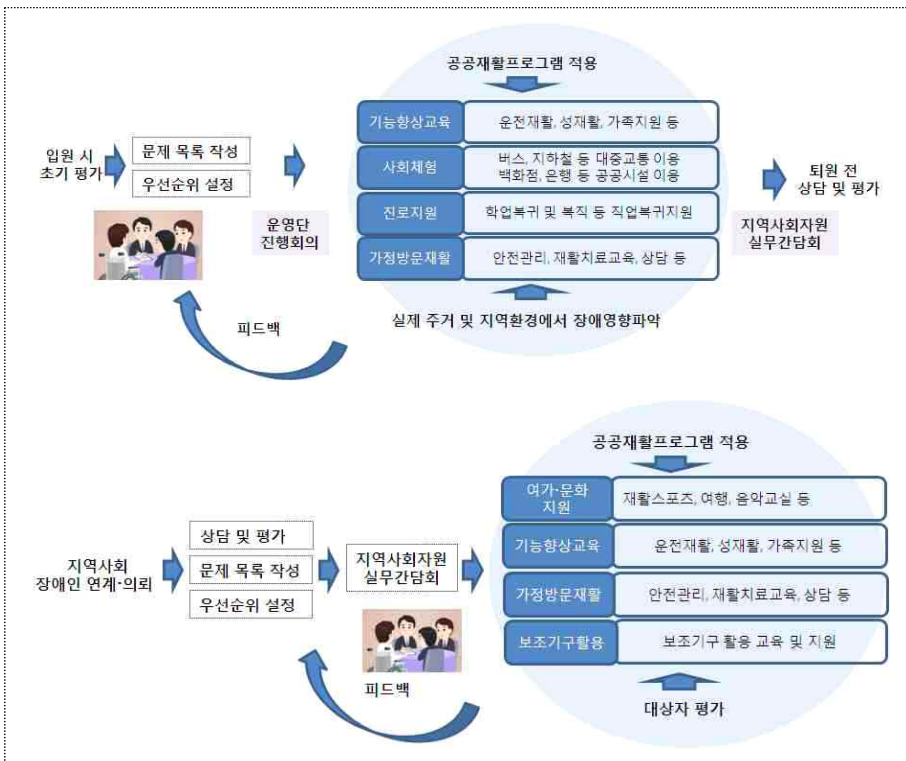 공공재활프로그램 적용
입원 시
초기 평가
문제 목록 작성
우선순위 설정
운영단
진행회의
기능향상교육
운전재활, 성재활, 가족지원 등
사회체험
버스, 지하철 등 대중교통 이용
백화점, 은행 등 공공시설 이용
진로지원
학업복귀 및 복직 등 직업복귀지원
가정방문재활
안전관리, 재활치료교육, 상담 등
퇴원 전
상담 및 평가
지역사회자원
실무간담회
실제 주거 및 지역환경에서 장애영향파악
피드백
공공재활프로그램 적용
지역사회
장애인 연계·의뢰
상담 및 평가
문제 목록 작성
우선순위 설정
지역사회자원
실무간담회
여가·문화
지원
재활스포츠, 여행, 음악교실 등
기능향상교육
운전재활, 성재활, 가족지원 등
가정방문재활
안전관리, 재활치료교육, 상담 등
보조기구활용
보조기구 활용 교육 및 지원
피드백
대상자 평가